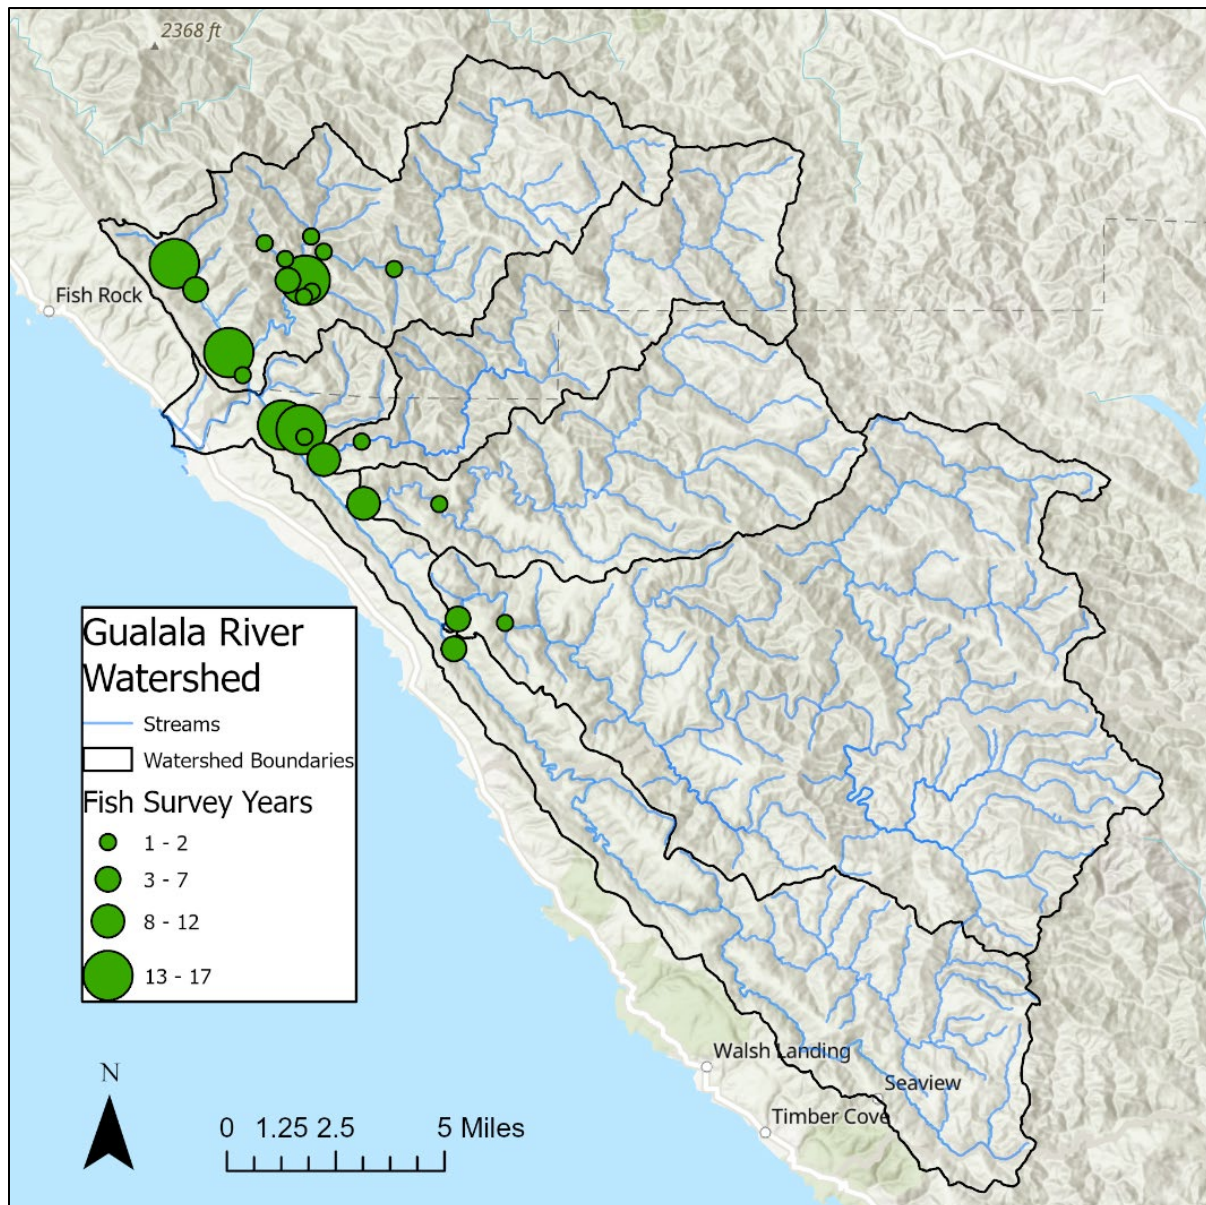 2368 ft
Fish Rock
Gualala River
Watershed
Streams
Watershed Boundaries
Fish Survey Years
1 - 2
3 - 7
8 - 12
13 - 17
Walsh Landing
Seaview
Timber Cove
N
0 1.25 2.5 5 Miles